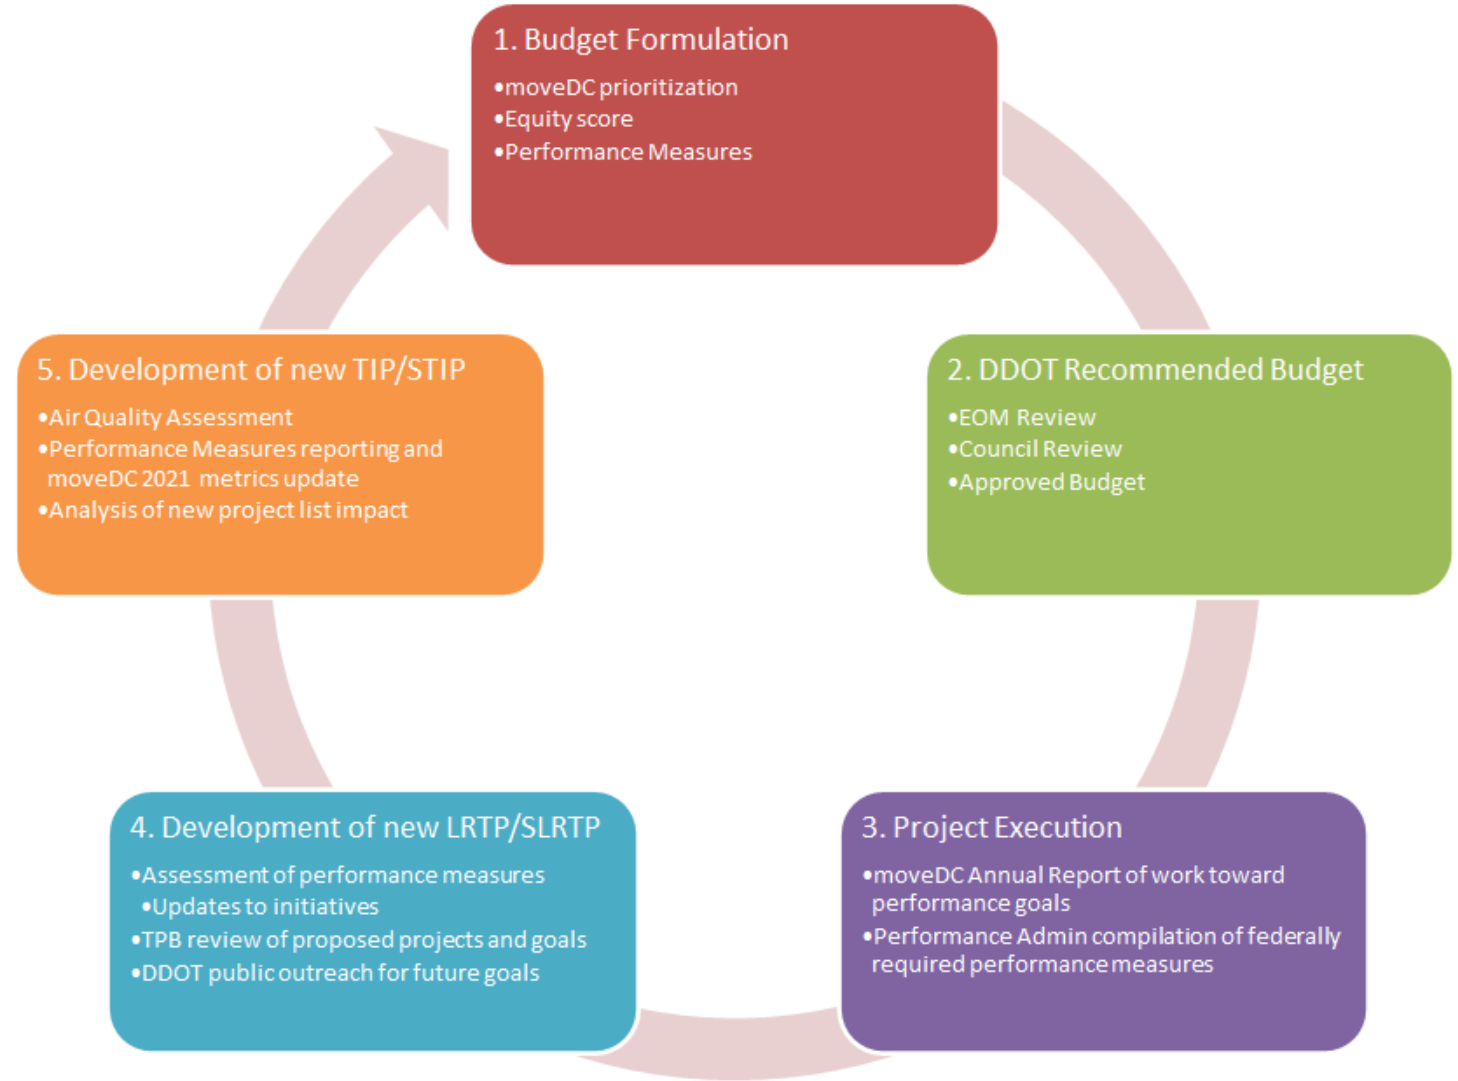 1. Budget Formulation
•moveDC prioritization
•Equity score
•Performance Measures
2. DDOT Recommended Budget
•EOM Review
•Council Review
•Approved Budget
3. Project Execution
•moveDC Annual Report of work toward
performance goals
•Performance Admin compilation of federally
required performance measures
4. Development of new LRTP/SLRTP
•Assessment of performance measures
•Updates to initiatives
•TPB review of proposed projects and goals
•DDOT public outreach for future goals
5. Development of new TIP/STIP
•Air Quality Assessment
•Performance Measures reporting and
moveDC 2021 metrics update
•Analysis of new project list impact